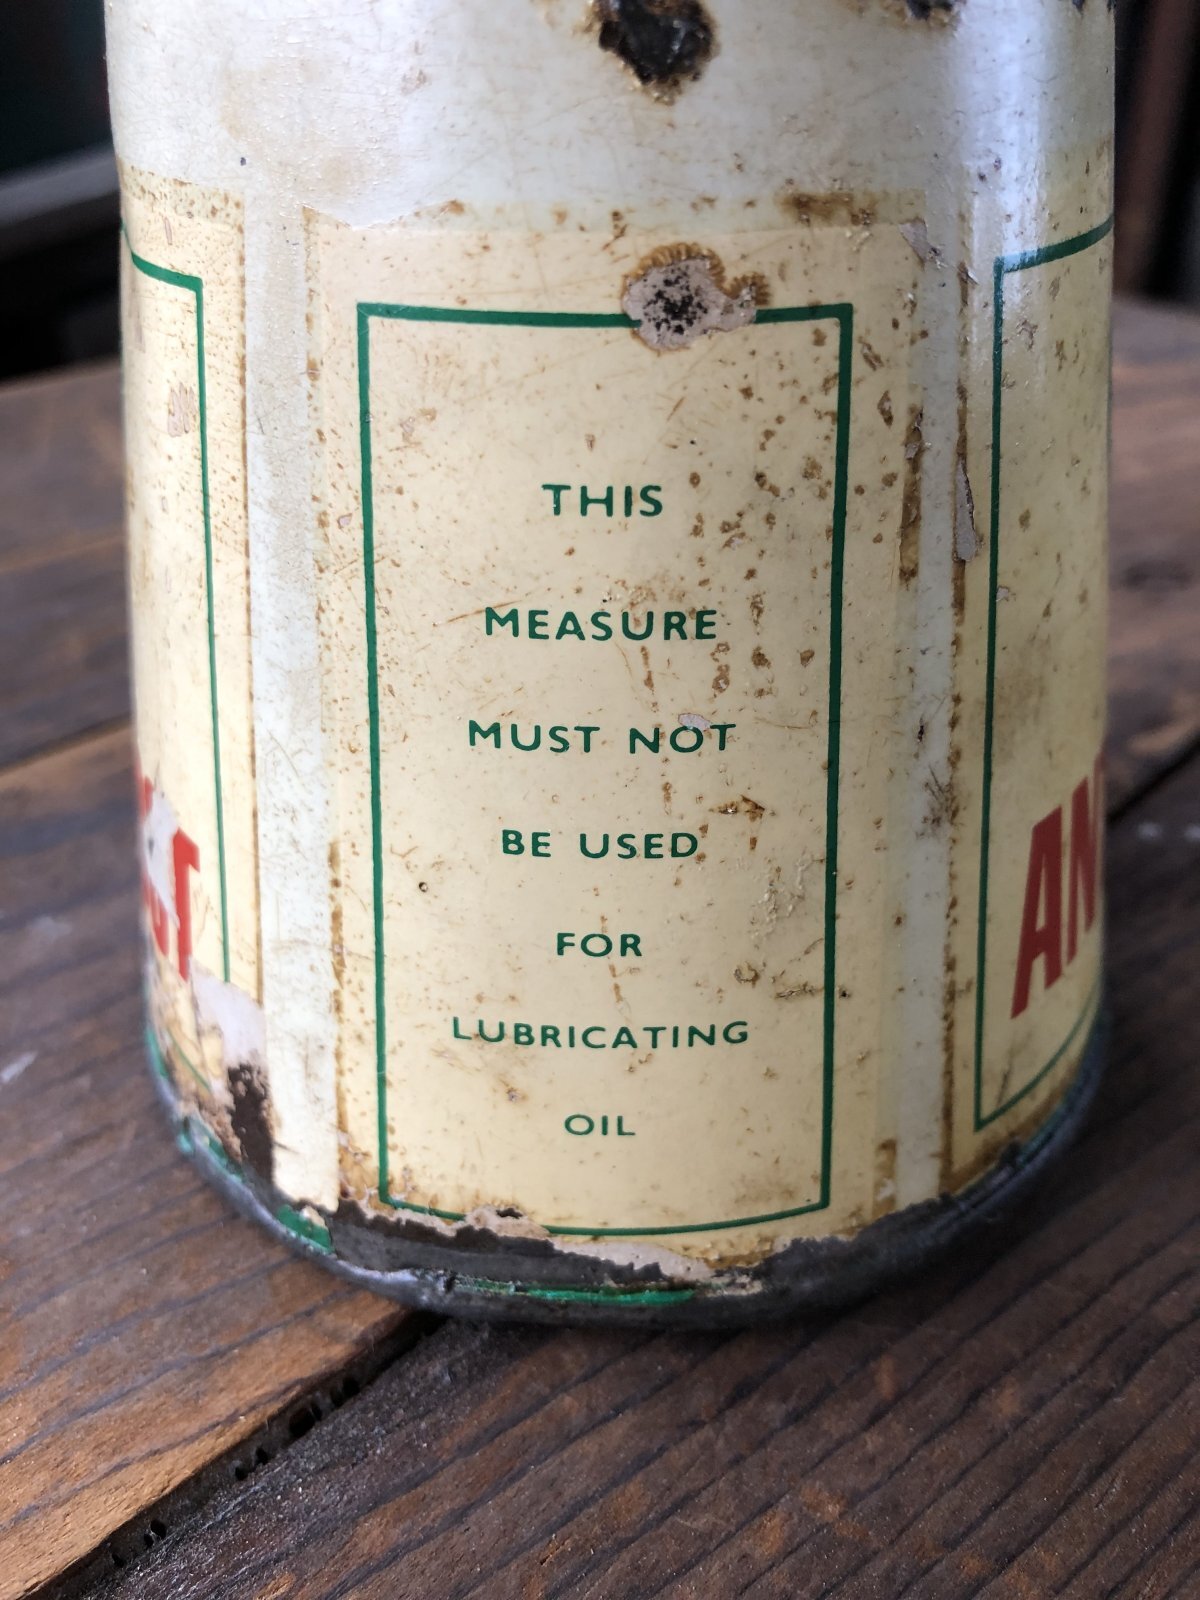 THIS
MEASURE
MUST NOT
BE USED
FOR
LUBRICATING
OIL